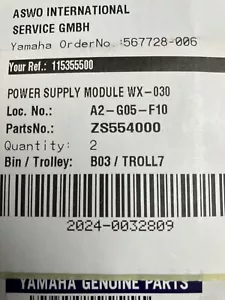 ASWO INTERNATIONAL
SERVICE GMBH
Yamaha OrderNo :567728-006
Your Ref.: 115355500
POWER SUPPLY MODULE WX-030
Loc. No.: A2-G05-F10
PartsNo.: ZS554000
Quantity: 2
Bin / Trolley: B03 / TROLL7
2024-0032809
YAMAHA GENUINE PARTS